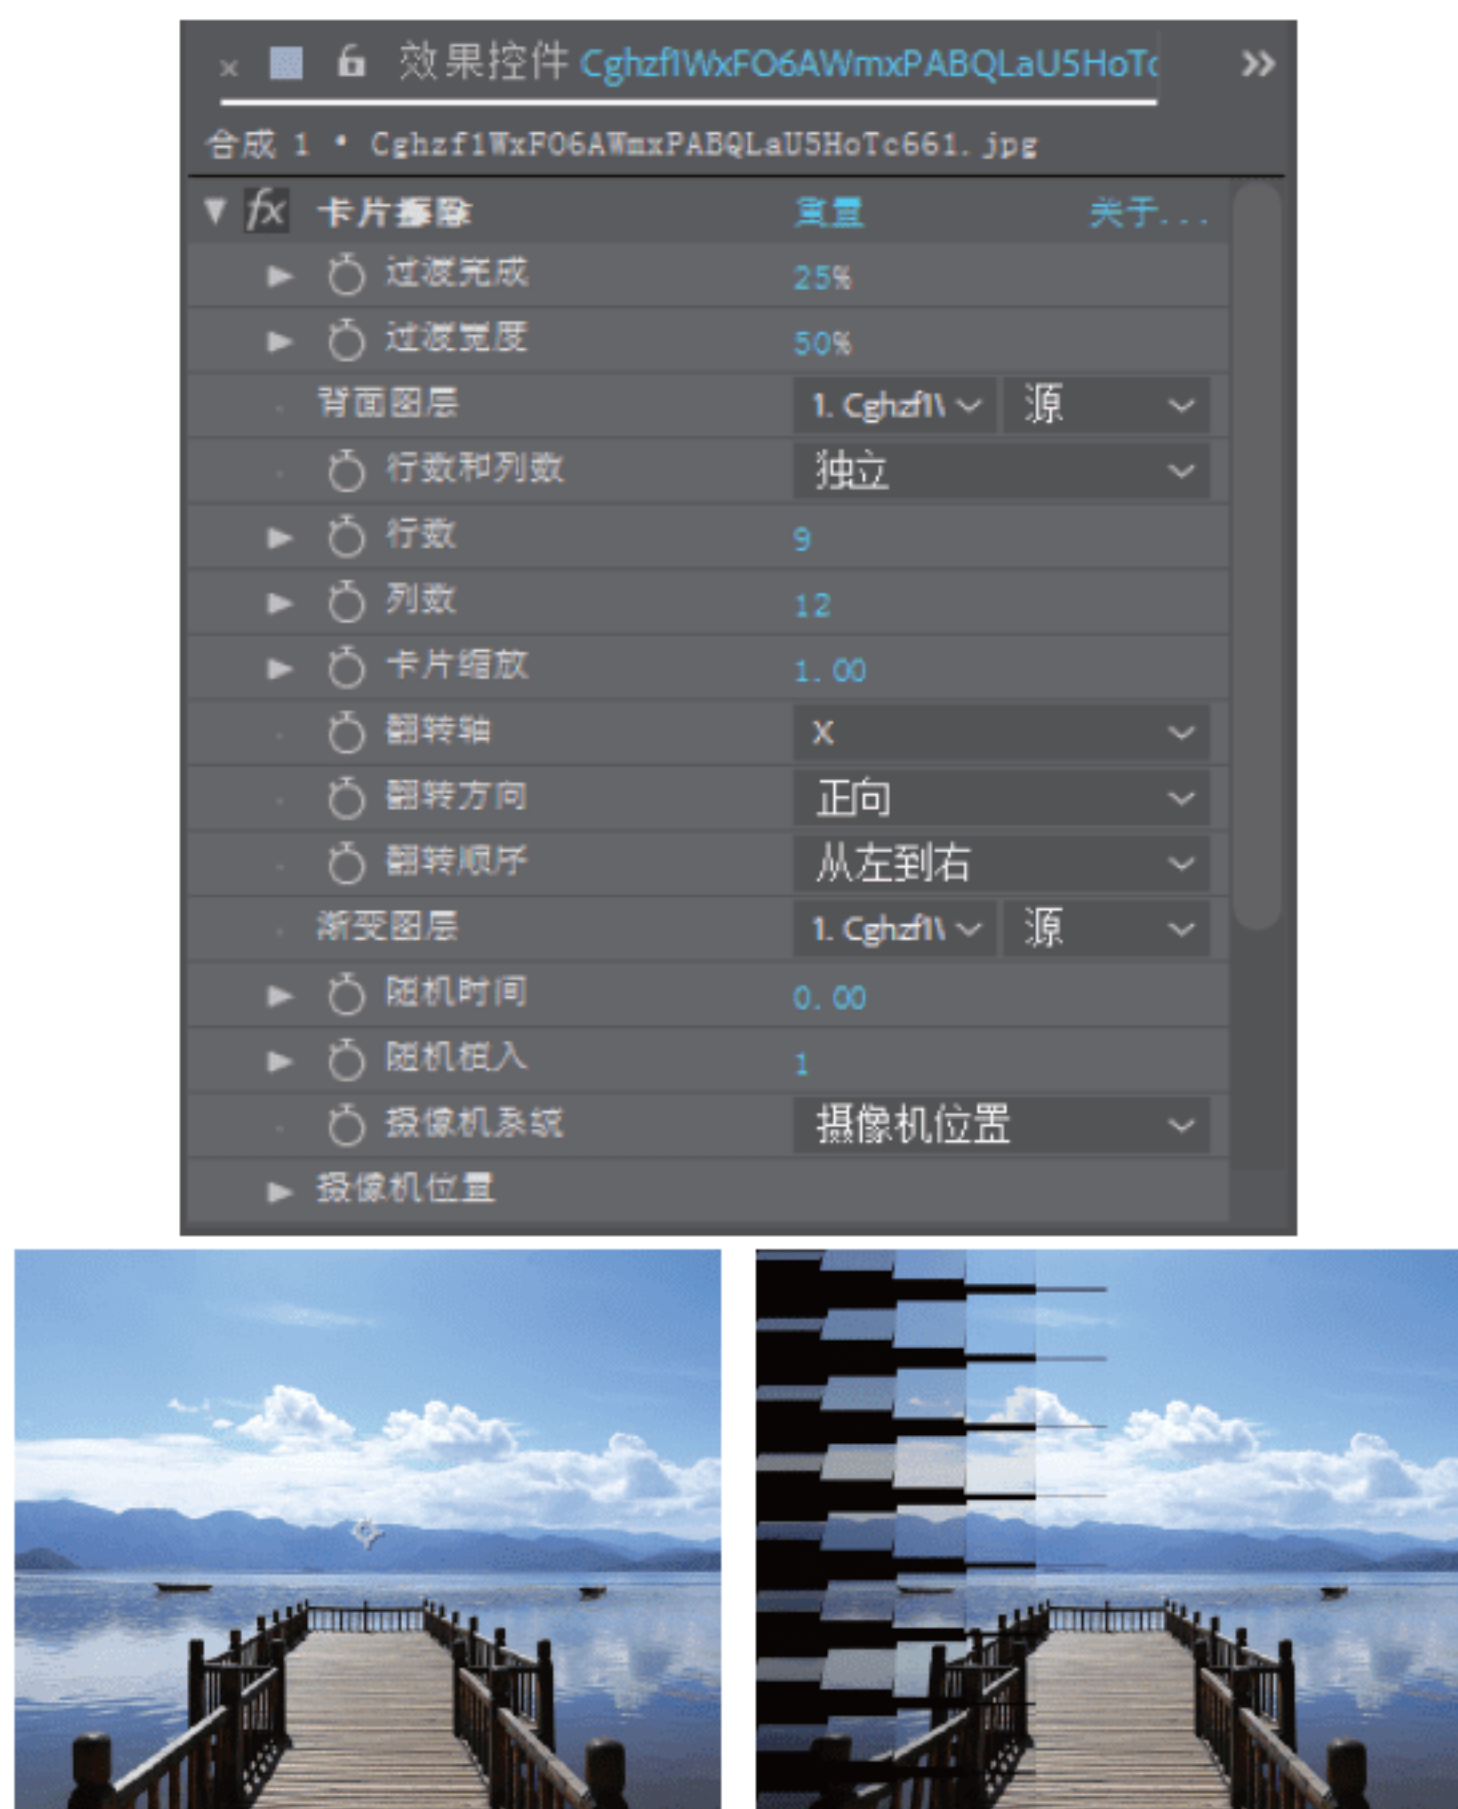 效果控件 Cghzf1WxFO6AWmxPABQLaU5HoTc
合成 1 • Cghzf1WxFO6AWmxPABQLaU5HoTc661.jpg
fx 卡片擦除 重置 关于...
过渡完成 25%
过渡宽度 50%
背面图层 1. Cghzf1\ 源
行数和列数 独立
行数 9
列数 12
卡片缩放 1.00
翻转轴 X
翻转方向 正向
翻转顺序 从左到右
渐变图层 1. Cghzf1\ 源
随机时间 0.00
随机植入 1
摄像机系统 摄像机位置
摄像机位置